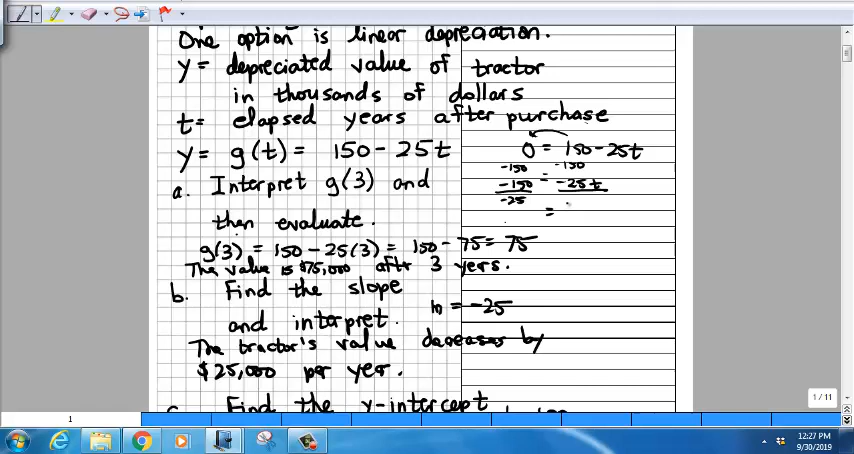 One option is linear depreciation.
y = depreciated value of tractor
in thousands of dollars
t = elapsed years after purchase
y = g(t) = 150 - 25t
a. Interpret g(3) and
then evaluate.
g(3) = 150 - 25(3) = 150 - 75 = 75
The value is $75,000 after 3 yers.
b. Find the slope
and interpret.
m = -25
The tractor's value decreases by
$25,000 per year.
Find the y-intercept
0 = 150 - 25t
-150 -150
-150 = -25t
-25
=
1 / 11
1
12:27 PM
9/30/2019